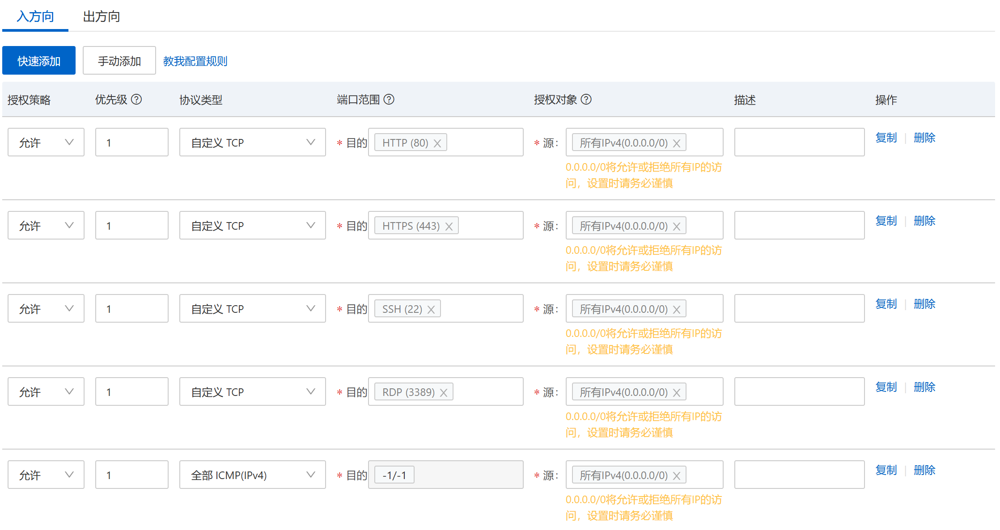 入方向 出方向
快速添加 手动添加 教我配置规则
授权策略 优先级 ? 协议类型 端口范围 ? 授权对象 ? 描述 操作
允许 1 自定义 TCP * 目的 HTTP (80) X * 源: 所有IPv4(0.0.0.0/0) X 复制 | 删除
0.0.0.0/0将允许或拒绝所有IP的访
问，设置时请务必谨慎
允许 1 自定义 TCP * 目的 HTTPS (443) X * 源: 所有IPv4(0.0.0.0/0) X 复制 | 删除
0.0.0.0/0将允许或拒绝所有IP的访
问，设置时请务必谨慎
允许 1 自定义 TCP * 目的 SSH (22) X * 源: 所有IPv4(0.0.0.0/0) X 复制 | 删除
0.0.0.0/0将允许或拒绝所有IP的访
问，设置时请务必谨慎
允许 1 自定义 TCP * 目的 RDP (3389) X * 源: 所有IPv4(0.0.0.0/0) X 复制 | 删除
0.0.0.0/0将允许或拒绝所有IP的访
问，设置时请务必谨慎
允许 1 全部 ICMP(IPv4) * 目的 -1/-1 * 源: 所有IPv4(0.0.0.0/0) X 复制 | 删除
0.0.0.0/0将允许或拒绝所有IP的访
问，设置时请务必谨慎